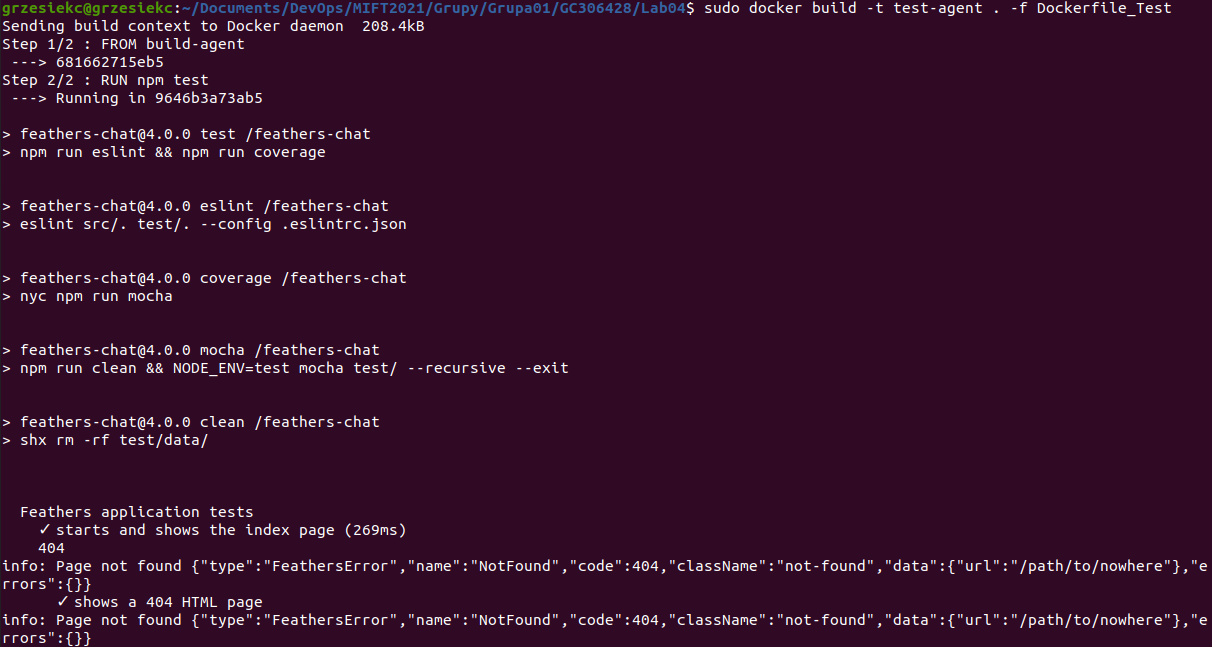 grzesiekc@grzesiekc:~/Documents/DevOps/MIFT2021/Grupy/Grupa01/GC306428/Lab04$ sudo docker build -t test-agent . -f Dockerfile_Test
Sending build context to Docker daemon  208.4kB
Step 1/2 : FROM build-agent
 ---> 681662715eb5
Step 2/2 : RUN npm test
 ---> Running in 9646b3a73ab5
> feathers-chat@4.0.0 test /feathers-chat
> npm run eslint && npm run coverage
> feathers-chat@4.0.0 eslint /feathers-chat
> eslint src/. test/. --config .eslintrc.json
> feathers-chat@4.0.0 coverage /feathers-chat
> nyc npm run mocha
> feathers-chat@4.0.0 mocha /feathers-chat
> npm run clean && NODE_ENV=test mocha test/ --recursive --exit
> feathers-chat@4.0.0 clean /feathers-chat
> shx rm -rf test/data/
  Feathers application tests
    ✓ starts and shows the index page (269ms)
    404
info: Page not found {"type":"FeathersError","name":"NotFound","code":404,"className":"not-found","data":{"url":"/path/to/nowhere"},"e
rrors":{}}
      ✓ shows a 404 HTML page
info: Page not found {"type":"FeathersError","name":"NotFound","code":404,"className":"not-found","data":{"url":"/path/to/nowhere"},"e
rrors":{}}